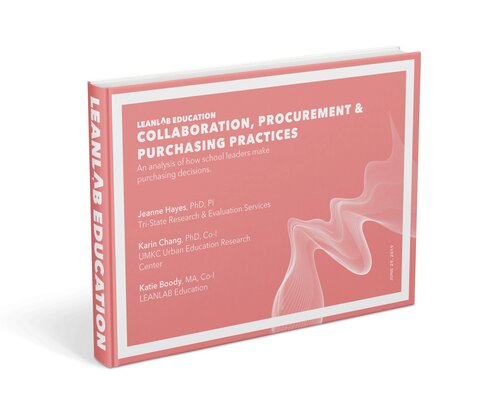 LEANLAB EDUCATION
LEANLAB EDUCATION
COLLABORATION, PROCUREMENT &
PURCHASING PRACTICES
An analysis of how school leaders make
purchasing decisions.
Jeanne Hayes, PhD, PI
Tri-State Research & Evaluation Services
Karin Chang, PhD, Co-I
UMKC Urban Education Research
Center
Katie Boody, MA, Co-I
LEANLAB Education